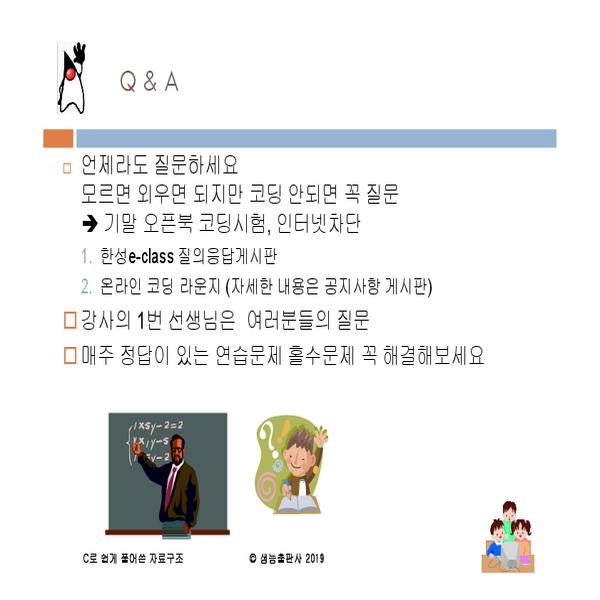 Q & A
언제라도 질문하세요
모르면 외우면 되지만 코딩 안되면 꼭 질문
➔ 기말 오픈북 코딩시험, 인터넷차단
1. 한성e-class 질의응답게시판
2. 온라인 코딩 라운지 (자세한 내용은 공지사항 게시판)
강사의 1번 선생님은 여러분들의 질문
매주 정답이 있는 연습문제 홀수문제 꼭 해결해보세요
1x5y-2=2
C로 쉽게 풀어쓴 자료구조
© 생능출판사 2019